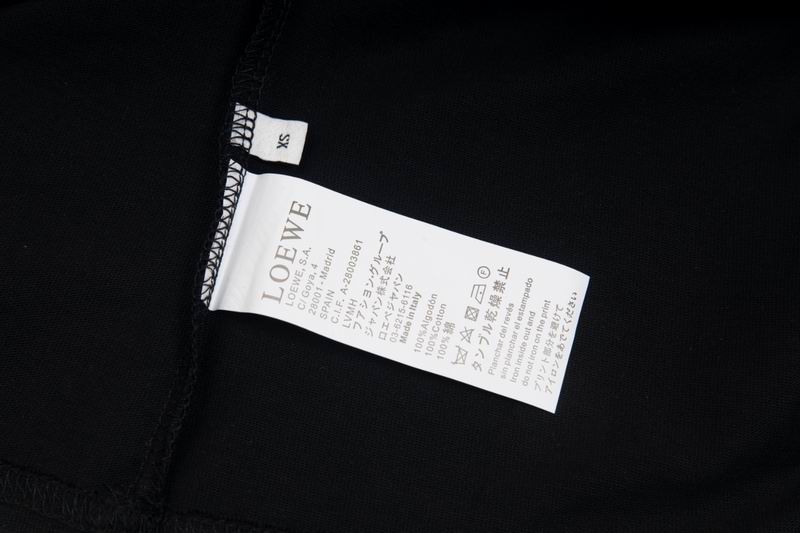 XS
LOEWE
LOEWE, S.A.
C/ Goya, 4
28001 - Madrid
SPAIN
C.I.F. A-28003861
LVMH
ファション・グループ
ジャパン株式会社
ロエベジャパン
03-6215-6116
Made in Italy
100%Algodón
100%Cotton
100% 綿
タンブル乾燥禁止
Planchar del revés
sin planchar el estampado
Iron inside out and
do not iron on the print
プリント部分を避けて
アイロンをあてください